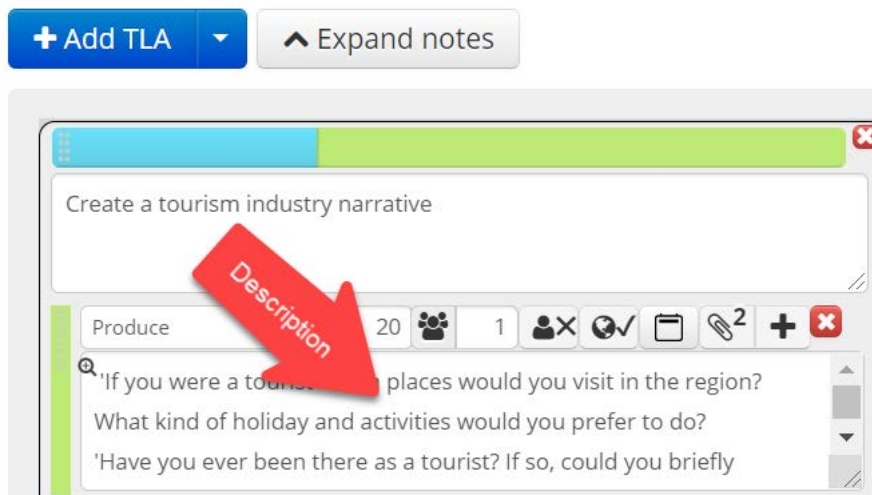 Add TLA
Expand notes
Create a tourism industry narrative
Description
Produce 20 1 2
'If you were a tourist places would you visit in the region?
What kind of holiday and activities would you prefer to do?
'Have you ever been there as a tourist? If so, could you briefly